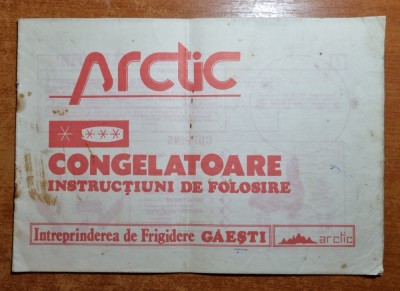 Arctic
CONGELATOARE
INSTRUCȚIUNI DE FOLOSIRE
Intreprinderea de Frigidere GĂEȘTI
arctic